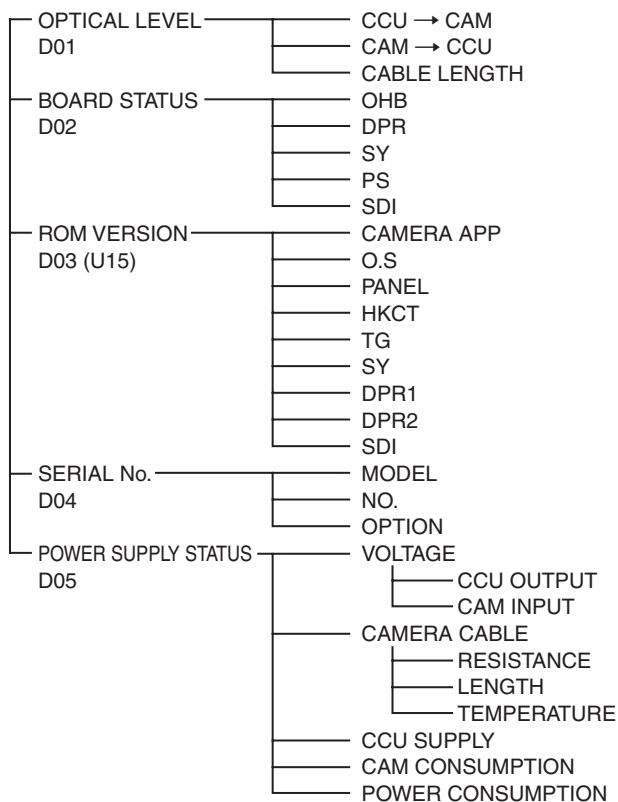 OPTICAL LEVEL CCU → CAM
D01 CAM → CCU
CABLE LENGTH
BOARD STATUS OHB
D02 DPR
SY
PS
SDI
ROM VERSION CAMERA APP
D03 (U15) O.S
PANEL
HKCT
TG
SY
DPR1
DPR2
SDI
SERIAL No. MODEL
D04 NO.
OPTION
POWER SUPPLY STATUS VOLTAGE
D05 CCU OUTPUT
CAM INPUT
CAMERA CABLE
RESISTANCE
LENGTH
TEMPERATURE
CCU SUPPLY
CAM CONSUMPTION
POWER CONSUMPTION